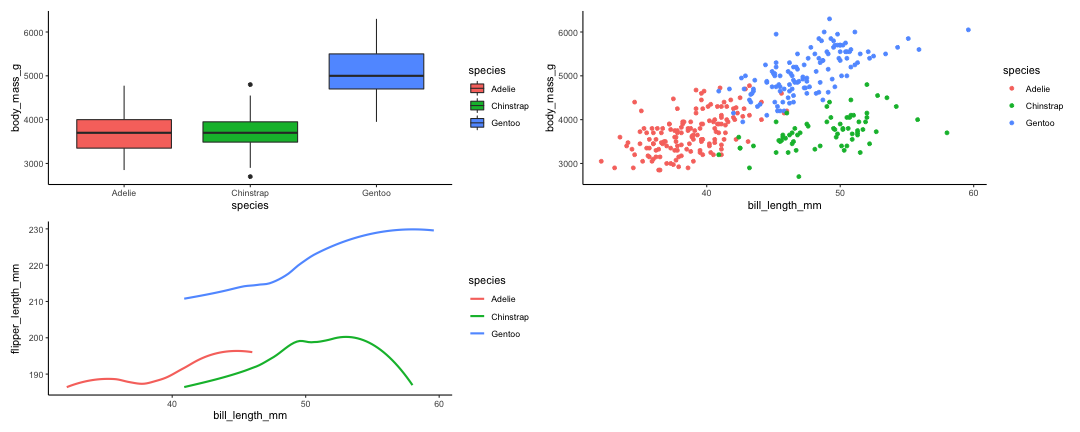 body_mass_g
6000
5000
4000
3000
Adelie Chinstrap Gentoo
species
species
Adelie
Chinstrap
Gentoo
body_mass_g
6000
5000
4000
3000
40 50 60
bill_length_mm
species
Adelie
Chinstrap
Gentoo
flipper_length_mm
230
220
210
200
190
40 50 60
bill_length_mm
species
Adelie
Chinstrap
Gentoo